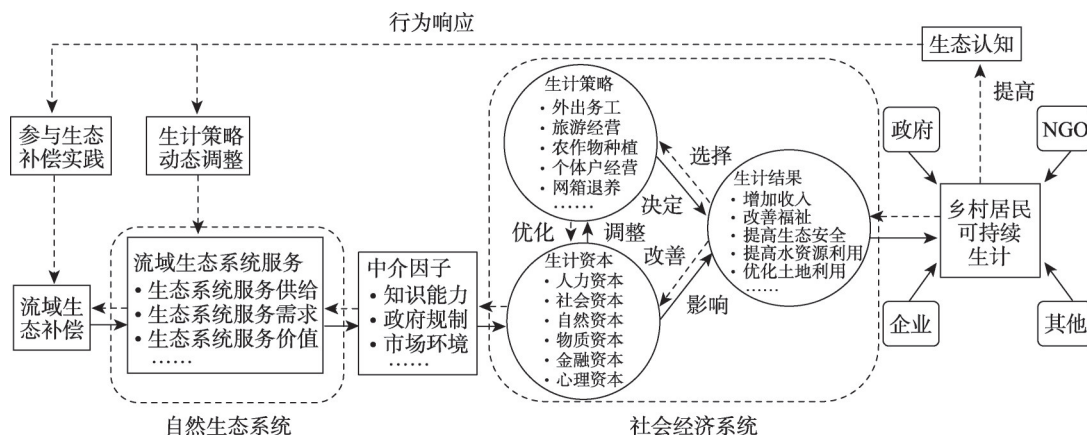 行为响应
生态认知
提高
参与生态
补偿实践
生计策略
动态调整
生计策略
• 外出务工
• 旅游经营
• 农作物种植
• 个体户经营
• 网箱退养
……
选择
决定
优化
调整
改善
影响
生计结果
• 增加收入
• 改善福祉
• 提高生态安全
• 提高水资源利用
• 优化土地利用
……
政府
NGO
乡村居民
可持续
生计
企业
其他
流域生
态补偿
流域生态系统服务
• 生态系统服务供给
• 生态系统服务需求
• 生态系统服务价值
……
中介因子
• 知识能力
• 政府规制
• 市场环境
……
生计资本
• 人力资本
• 社会资本
• 自然资本
• 物质资本
• 金融资本
• 心理资本
自然生态系统
社会经济系统